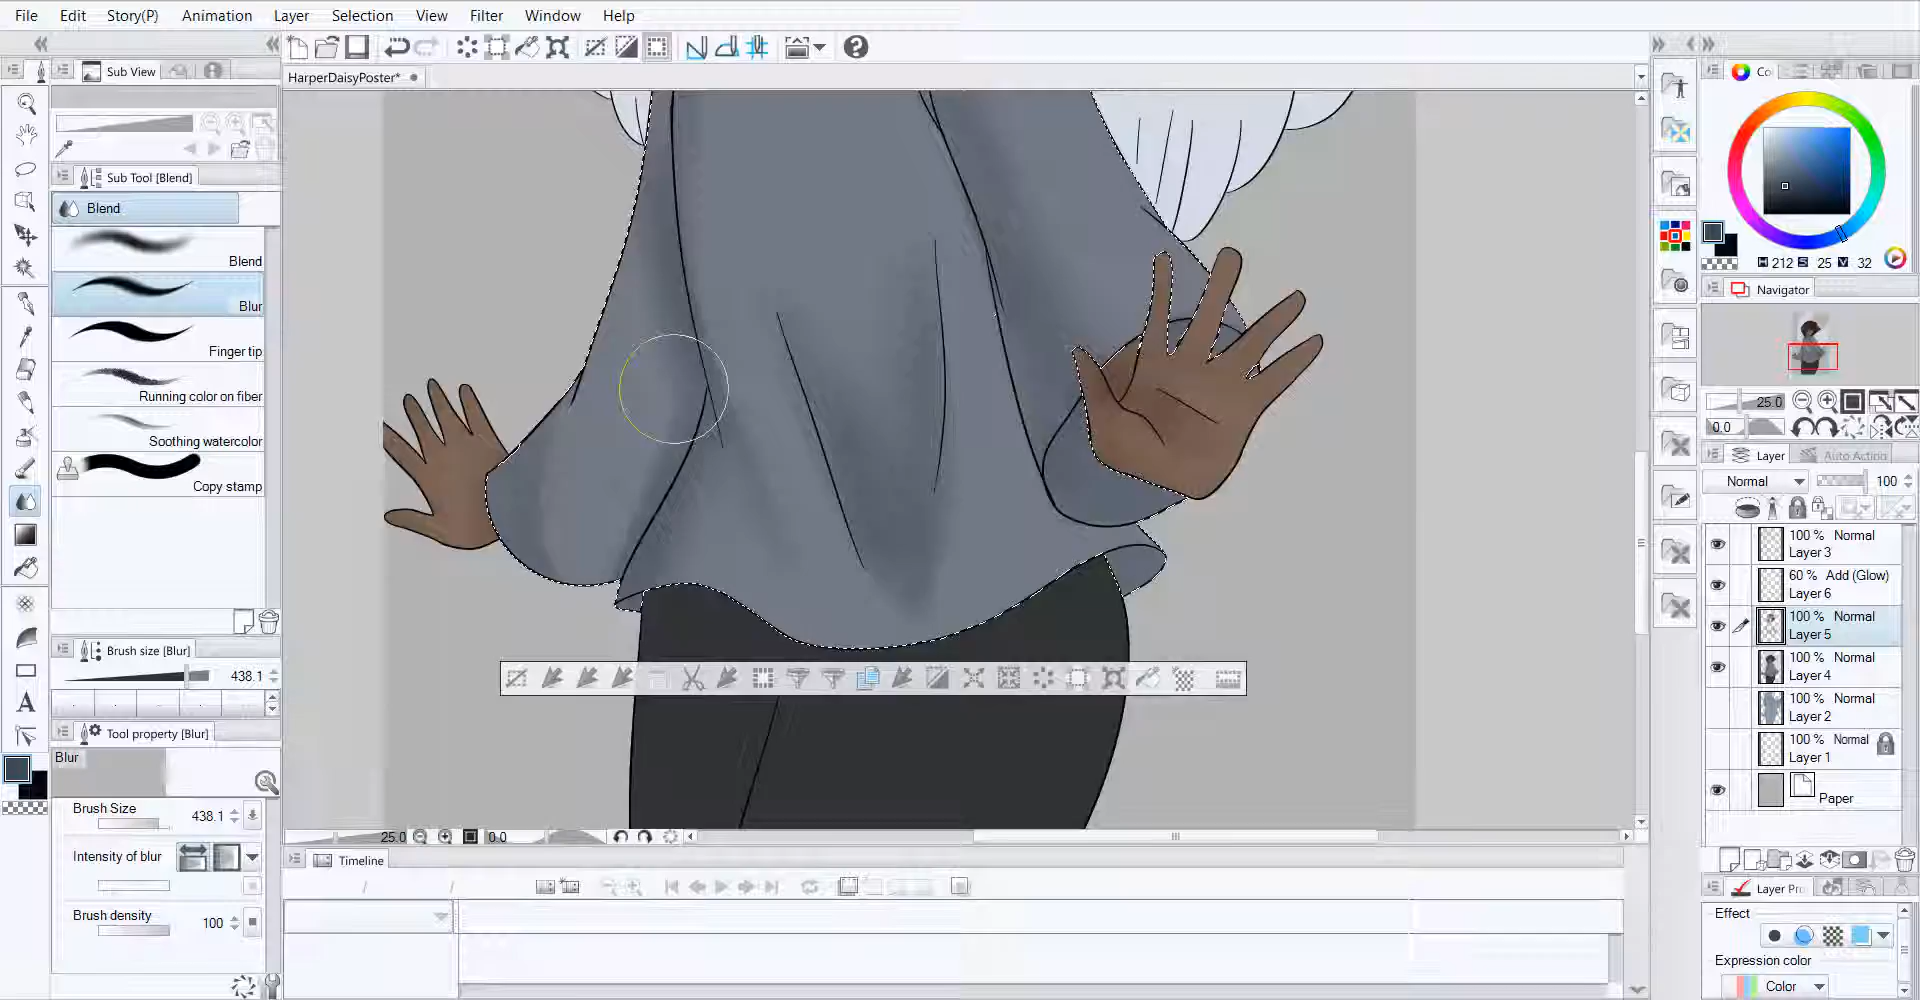 File Edit Story(P) Animation Layer Selection View Filter Window Help
Sub View
HarperDaisyPoster*
Co
Sub Tool [Blend]
Blend
Blend
Blur
Finger tip
Running color on fiber
Soothing watercolor
Copy stamp
Brush size [Blur]
438.1
Tool property [Blur]
Blur
Brush Size
438.1
Intensity of blur
Brush density
100
25.0
0.0
Timeline
H 212 S 25 V 32
Navigator
25.0
0.0
Layer Auto Action
Normal 100
100 % Normal
Layer 3
60 % Add (Glow)
Layer 6
100 % Normal
Layer 5
100 % Normal
Layer 4
100 % Normal
Layer 2
100 % Normal
Layer 1
Paper
Layer Pro
Effect
Expression color
Color